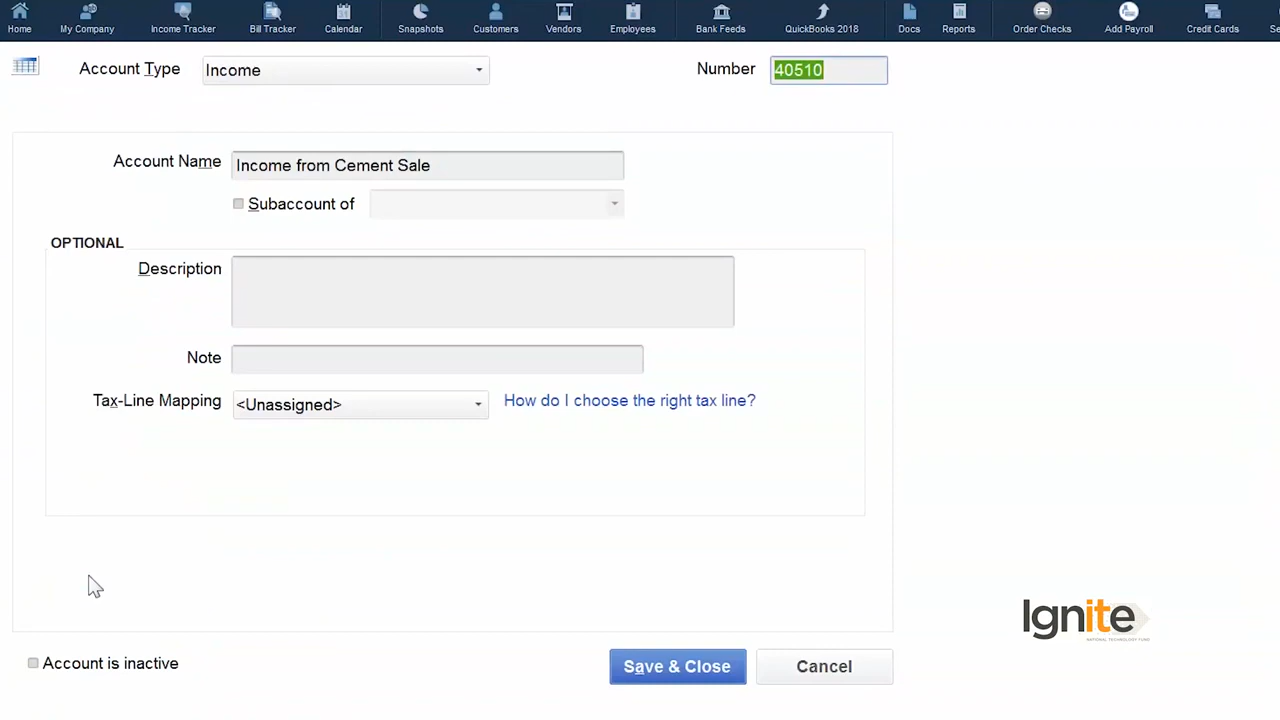 Home My Company Income Tracker Bill Tracker Calendar Snapshots Customers Vendors Employees Bank Feeds QuickBooks 2018 Docs Reports Order Checks Add Payroll Credit Cards
Account Type Income Number 40510
Account Name Income from Cement Sale
Subaccount of
OPTIONAL
Description
Note
Tax-Line Mapping <Unassigned> How do I choose the right tax line?
Ignite
NATIONAL TECHNOLOGY FUND
Account is inactive Save & Close Cancel